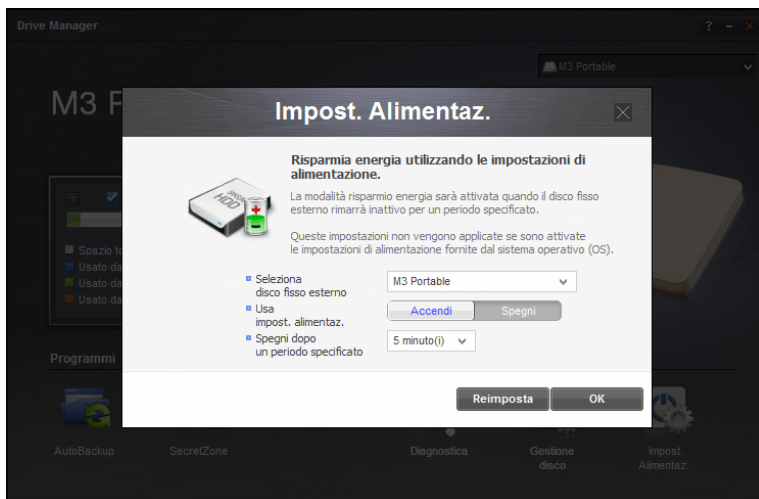 Drive Manager
? -
M3 Portable
M3
Impost. Alimentaz.
Risparmia energia utilizzando le impostazioni di
alimentazione.
La modalità risparmio energia sarà attivata quando il disco fisso
esterno rimarrà inattivo per un periodo specificato.
Queste impostazioni non vengono applicate se sono attivate
le impostazioni di alimentazione fornite dal sistema operativo (OS).
HDD
Spazio
Usato da
Usato da
Usato da
Seleziona
disco fisso esterno
M3 Portable
Usa
impost. alimentaz.
Accendi
Spegni
Spegni dopo
un periodo specificato
5 minuto(i)
Programmi
Reimposta
OK
AutoBackup
SecretZone
Diagnostica
Gestione
disco
Impost.
Alimentaz.